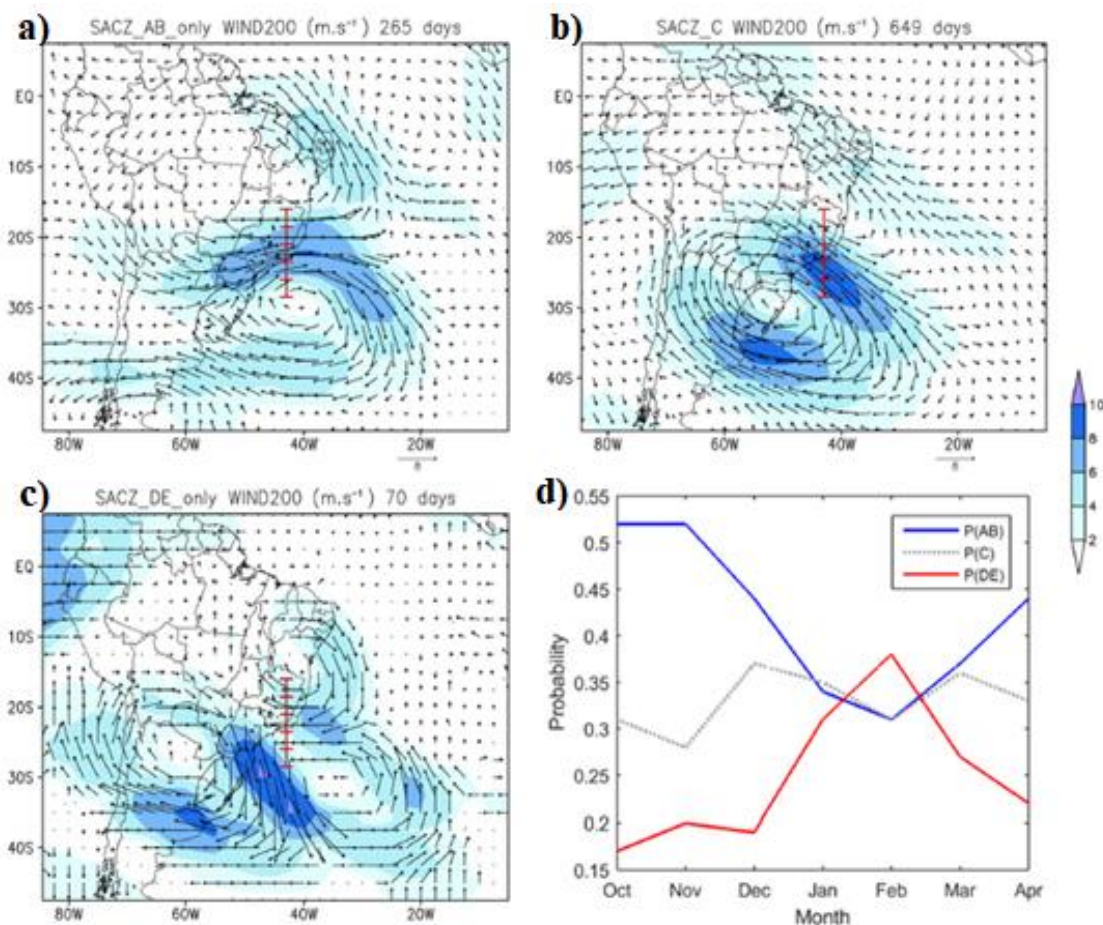 a) SACZ_AB_only WIND200 (m.s⁻¹) 265 days
EQ
10S
20S
30S
40S
80W 60W 40W 20W
8
b) SACZ_C WIND200 (m.s⁻¹) 649 days
EQ
10S
20S
30S
40S
80W 60W 40W 20W
8
10
8
6
4
2
c) SACZ_DE_only WIND200 (m.s⁻¹) 70 days
EQ
10S
20S
30S
40S
80W 60W 40W 20W
d)
0.55
0.5
0.45
0.4
0.35
0.3
0.25
0.2
0.15
Probability
P(AB)
P(C)
P(DE)
Oct Nov Dec Jan Feb Mar Apr
Month